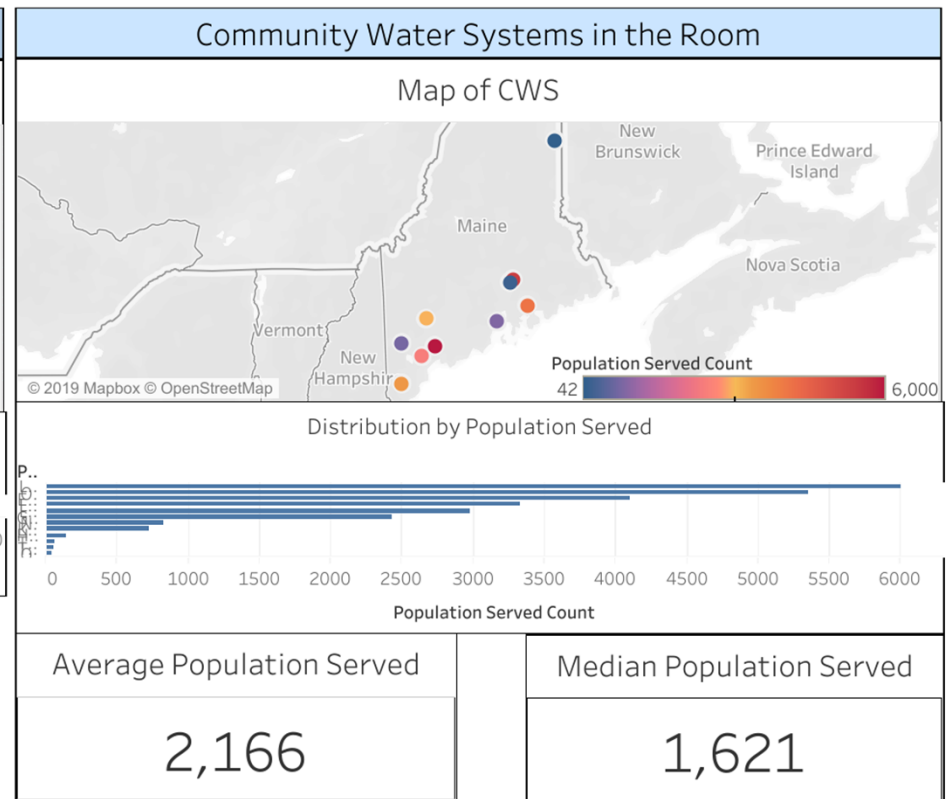 Community Water Systems in the Room
Map of CWS
New
Brunswick
Prince Edward
Island
Maine
Nova Scotia
Vermont
New
Hampshir
Population Served Count
© 2019 Mapbox © OpenStreetMap
42
6,000
Distribution by Population Served
P..
0 500 1000 1500 2000 2500 3000 3500 4000 4500 5000 5500 6000
Population Served Count
Average Population Served
Median Population Served
2,166
1,621